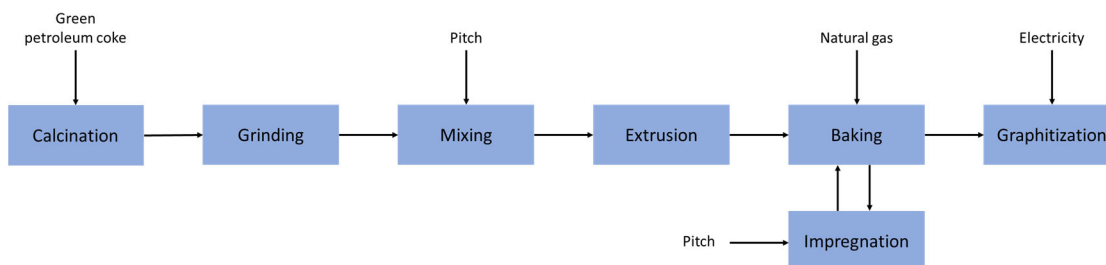 Green
petroleum coke
Pitch
Natural gas
Electricity
Calcination
Grinding
Mixing
Extrusion
Baking
Graphitization
Pitch
Impregnation